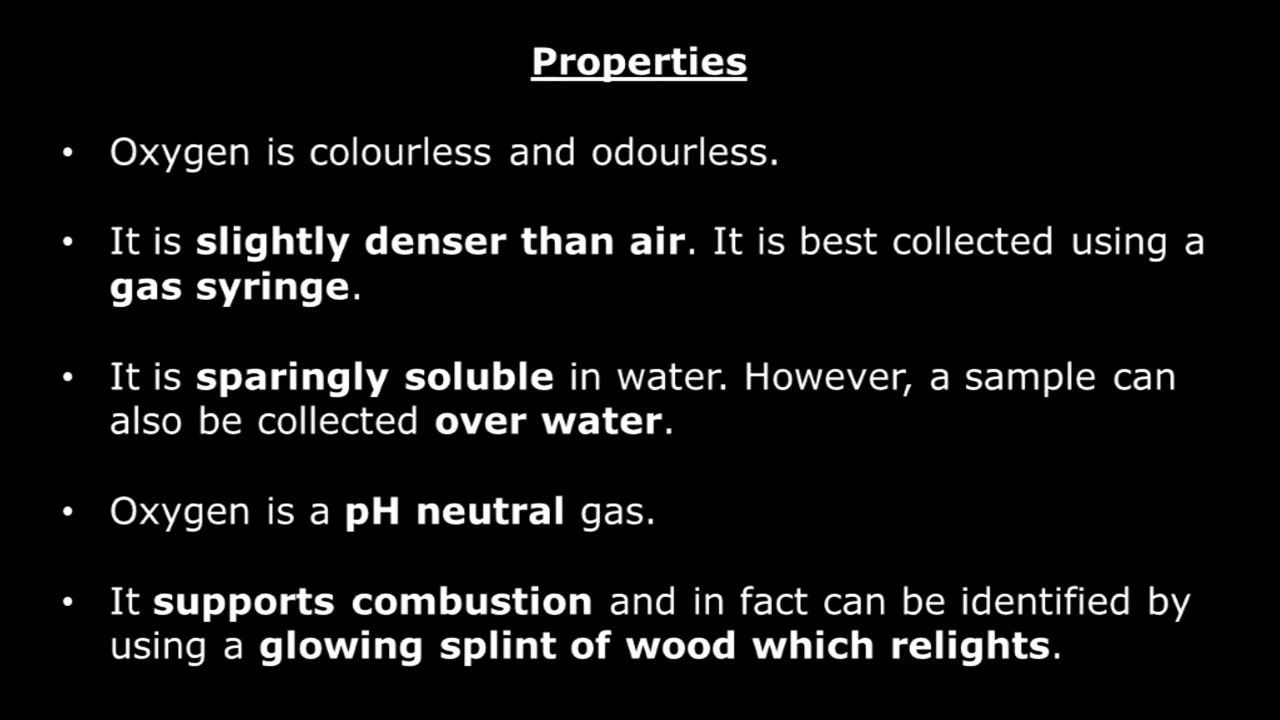 Properties
• Oxygen is colourless and odourless.
• It is slightly denser than air. It is best collected using a
gas syringe.
• It is sparingly soluble in water. However, a sample can
also be collected over water.
• Oxygen is a pH neutral gas.
• It supports combustion and in fact can be identified by
using a glowing splint of wood which relights.